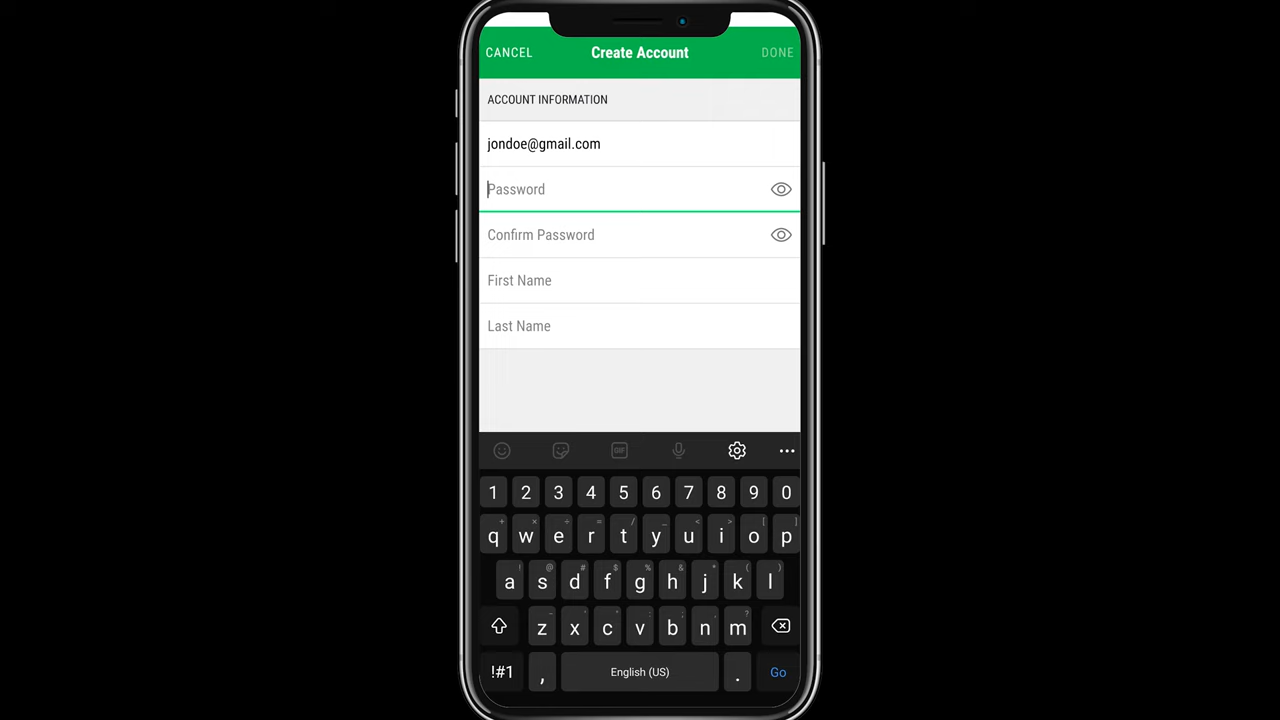 CANCEL Create Account DONE
ACCOUNT INFORMATION
jondoe@gmail.com
Password
Confirm Password
First Name
Last Name
GIF
1 2 3 4 5 6 7 8 9 0
q w e r t y u i o p
a s d f g h j k l
z x c v b n m
!#1 , English (US) . Go